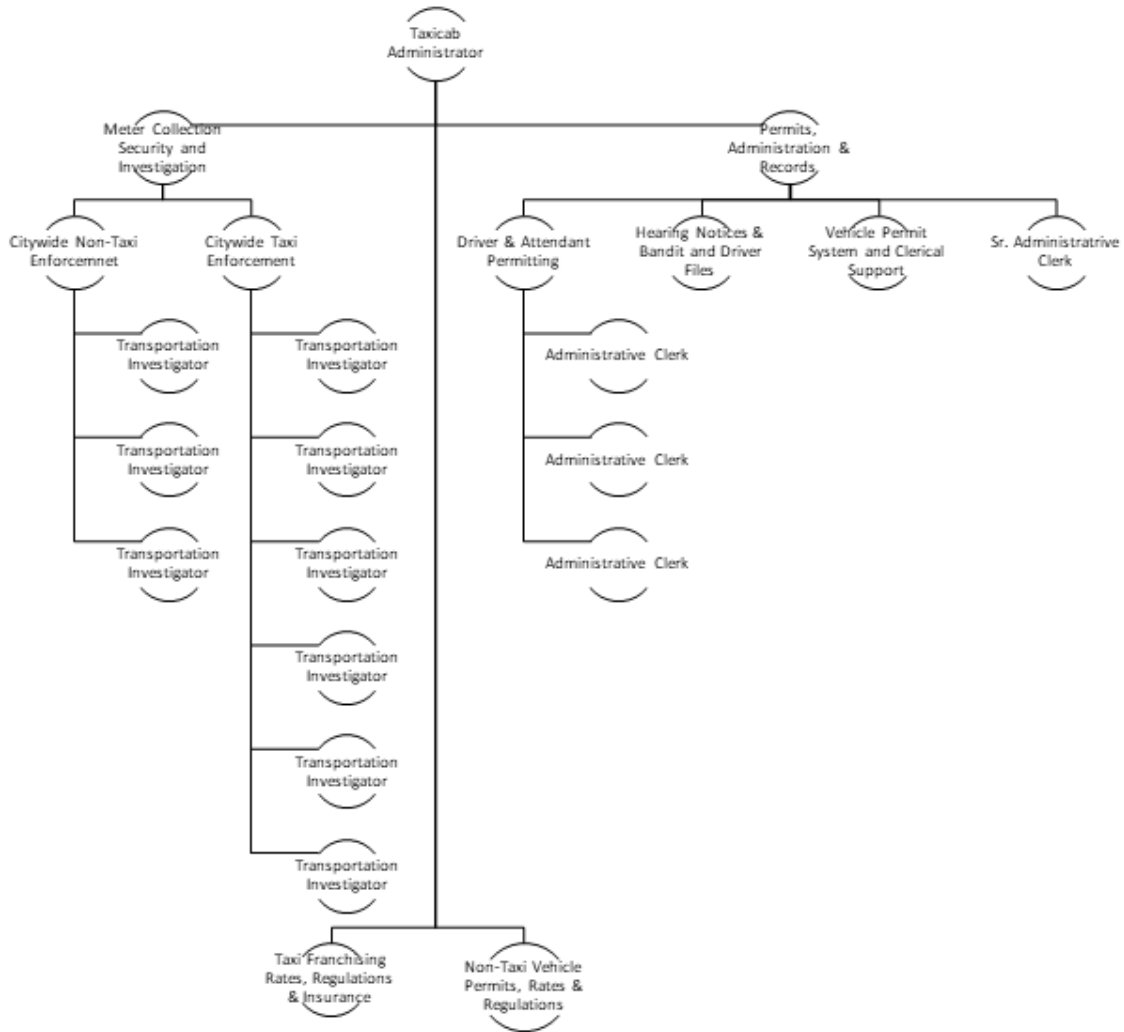 Taxicab
Administrator
Meter Collection
Security and
Investigation
Permits,
Administration &
Records
Citywide Non-Taxi
Enforcemnet
Citywide Taxi
Enforcement
Driver & Attendant
Permitting
Hearing Notices &
Bandit and Driver
Files
Vehicle Permit
System and Clerical
Support
Sr. Administratrive
Clerk
Transportation
Investigator
Transportation
Investigator
Transportation
Investigator
Transportation
Investigator
Transportation
Investigator
Transportation
Investigator
Transportation
Investigator
Transportation
Investigator
Transportation
Investigator
Administrative Clerk
Administrative Clerk
Administrative Clerk
Taxi Franchising
Rates, Regulations
& Insurance
Non-Taxi Vehicle
Permits, Rates &
Regulations